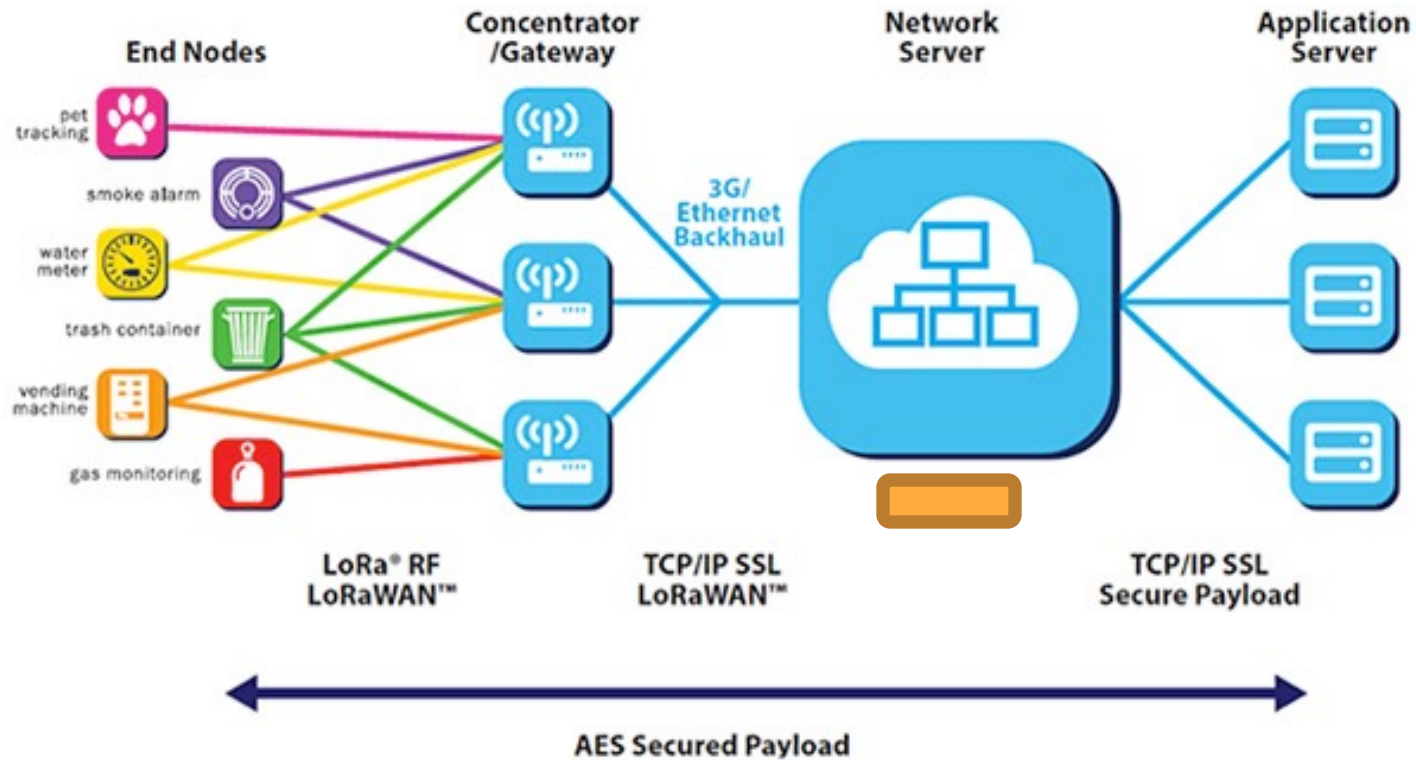 Concentrator
/Gateway
Network
Server
Application
Server
End Nodes
pet
tracking
smoke alarm
water
meter
trash container
vending
machine
gas monitoring
3G/
Ethernet
Backhaul
LoRa® RF
LoRaWAN™
TCP/IP SSL
LoRaWAN™
TCP/IP SSL
Secure Payload
AES Secured Payload